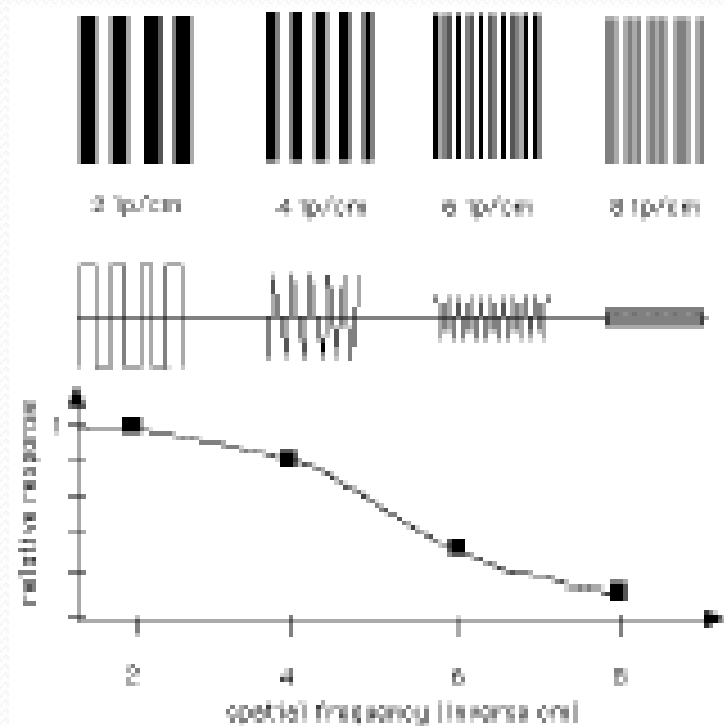 2 lp/cm 4 lp/cm 6 lp/cm 8 lp/cm
relative response
1
2 4 6 8
spatial frequency (inverse cm)